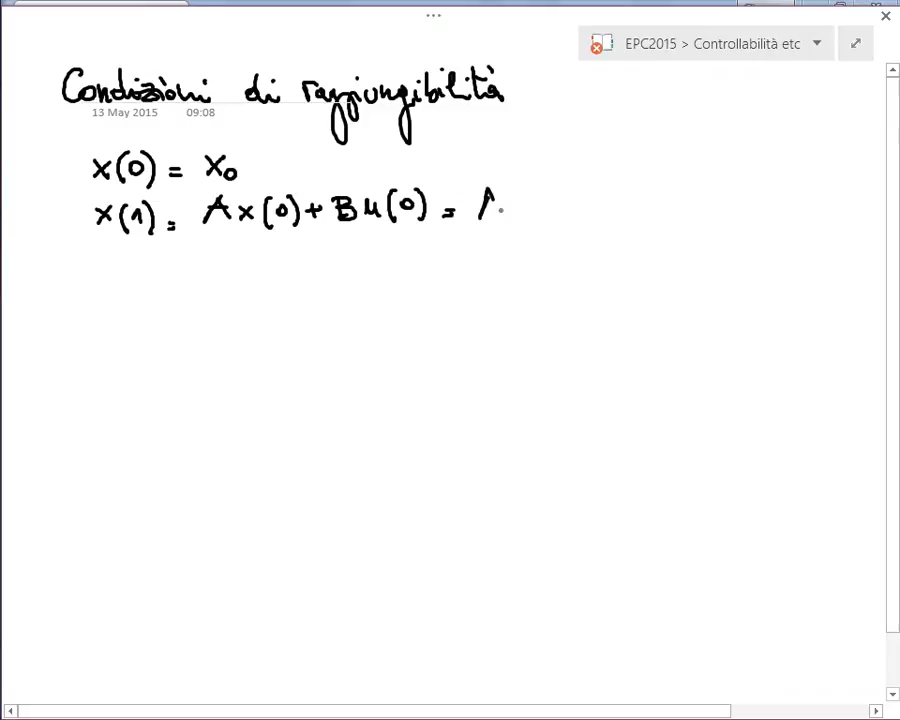 EPC2015 > Controllabilità etc
Condizioni di raggiungibilità
13 May 2015 09:08
x(0) = x₀
x(1) = Ax(0) + Bu(0) =